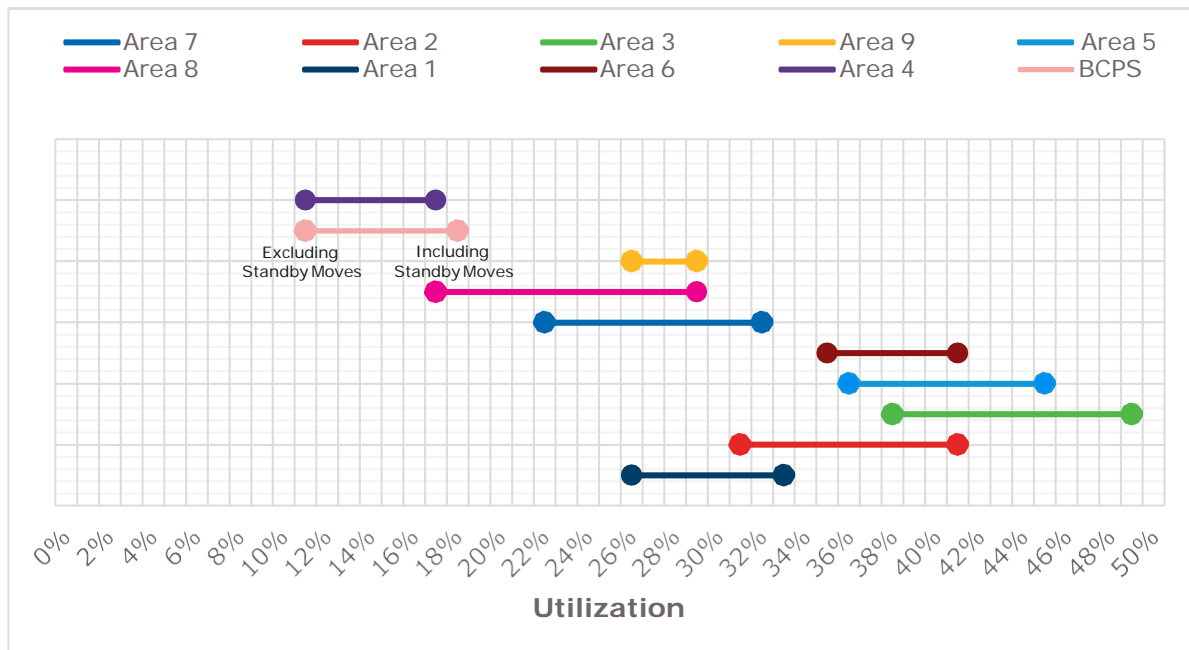 Area 7 Area 2 Area 3 Area 9 Area 5
Area 8 Area 1 Area 6 Area 4 BCPS
Excluding Including
Standby Moves Standby Moves
0% 2% 4% 6% 8% 10% 12% 14% 16% 18% 20% 22% 24% 26% 28% 30% 32% 34% 36% 38% 40% 42% 44% 46% 48% 50%
Utilization